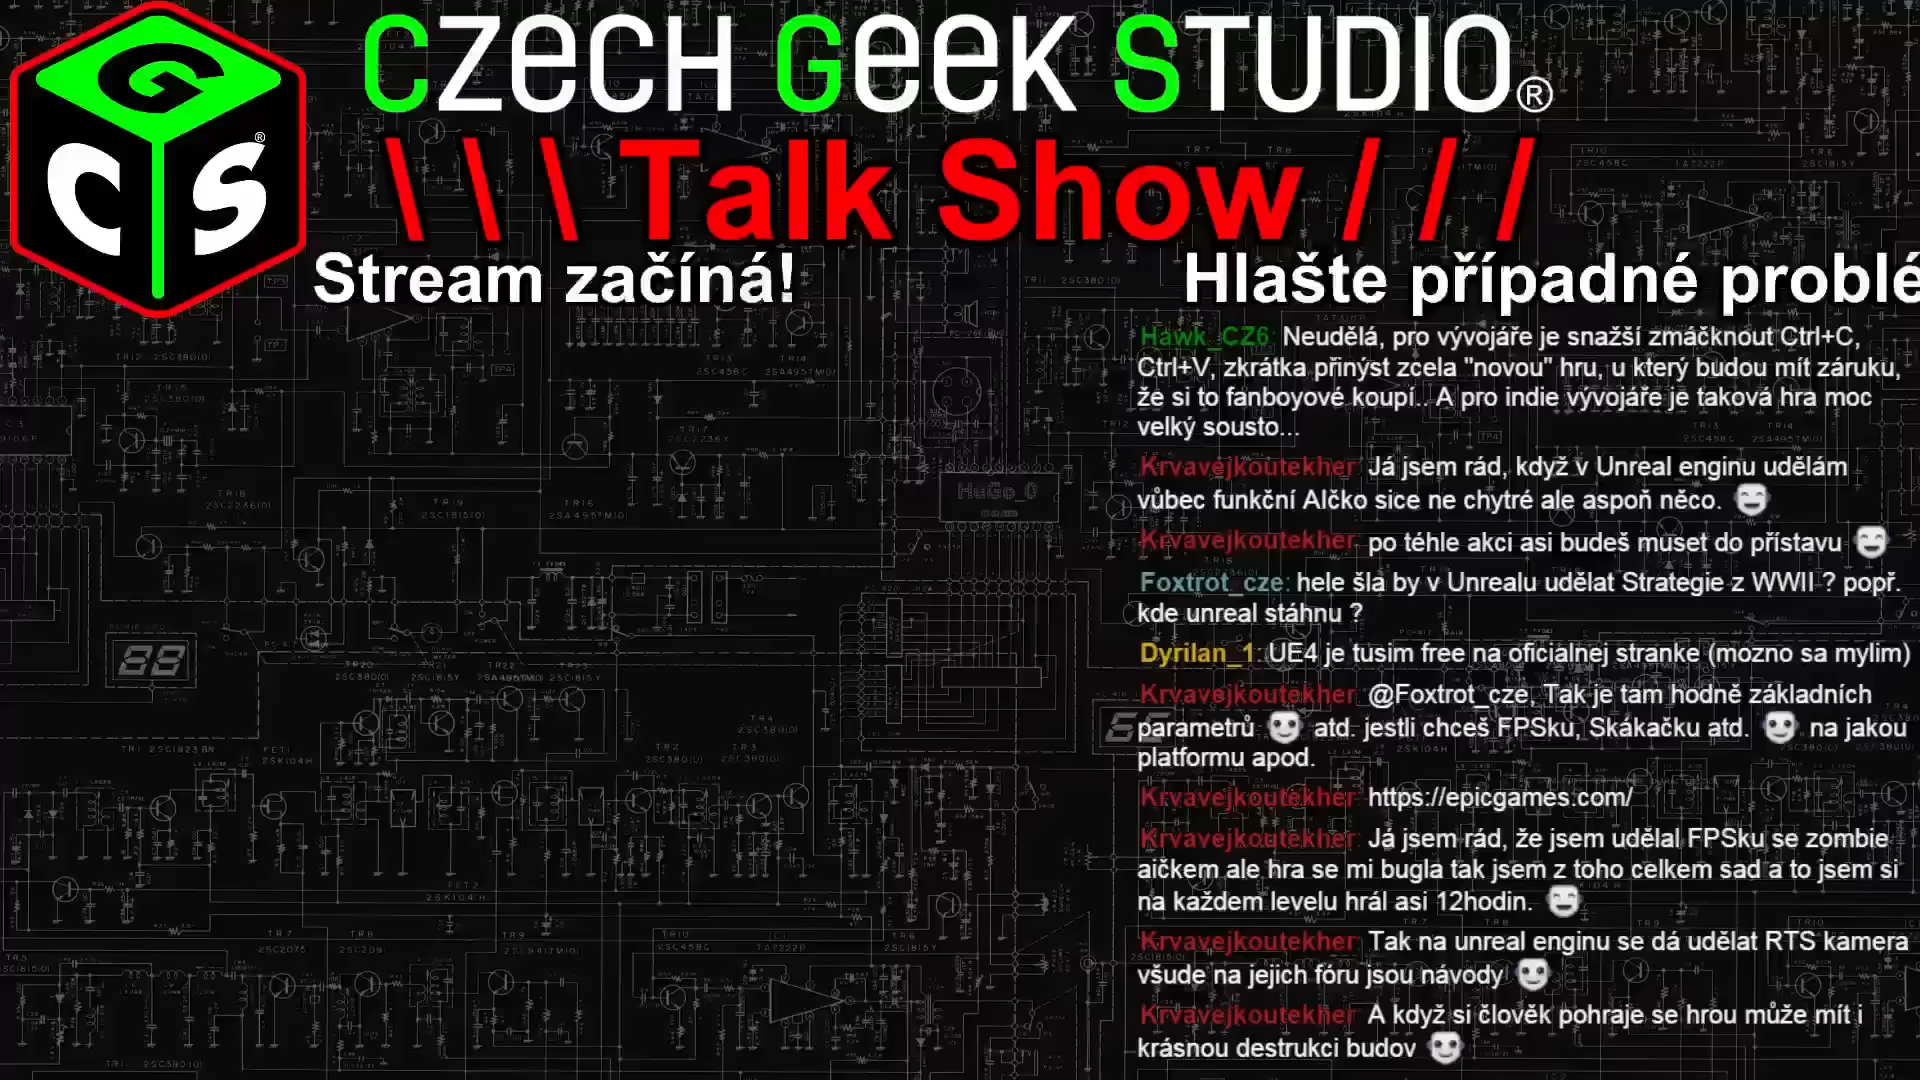 CZECH GEEK STUDIO®
\ \ \ Talk Show / / /
Stream začíná!
Hlašte případné problé
Hawk_CZ6: Neudělá, pro vývojáře je snažší zmáčknout Ctrl+C,
Ctrl+V, zkrátka přinýst zcela "novou" hru, u který budou mít záruku,
že si to fanboyové koupí.. A pro indie vývojáře je taková hra moc
velký sousto...
Krvavejkoutekher: Já jsem rád, když v Unreal enginu udělám
vůbec funkční AIčko sice ne chytré ale aspoň něco.
Krvavejkoutekher: po téhle akci asi budeš muset do přístavu
Foxtrot_cze: hele šla by v Unrealu udělat Strategie z WWII ? popř.
kde unreal stáhnu ?
Dyrilan_1: UE4 je tusim free na oficialnej stranke (mozno sa mylim)
Krvavejkoutekher: @Foxtrot_cze, Tak je tam hodně základních
parametrů atd. jestli chceš FPSku, Skákačku atd. na jakou
platformu apod.
Krvavejkoutekher: https://epicgames.com/
Krvavejkoutekher: Já jsem rád, že jsem udělal FPSku se zombie
aičkem ale hra se mi bugla tak jsem z toho celkem sad a to jsem si
na každem levelu hrál asi 12hodin.
Krvavejkoutekher: Tak na unreal enginu se dá udělat RTS kamera
všude na jejich fóru jsou návody
Krvavejkoutekher: A když si člověk pohraje se hrou může mít i
krásnou destrukci budov